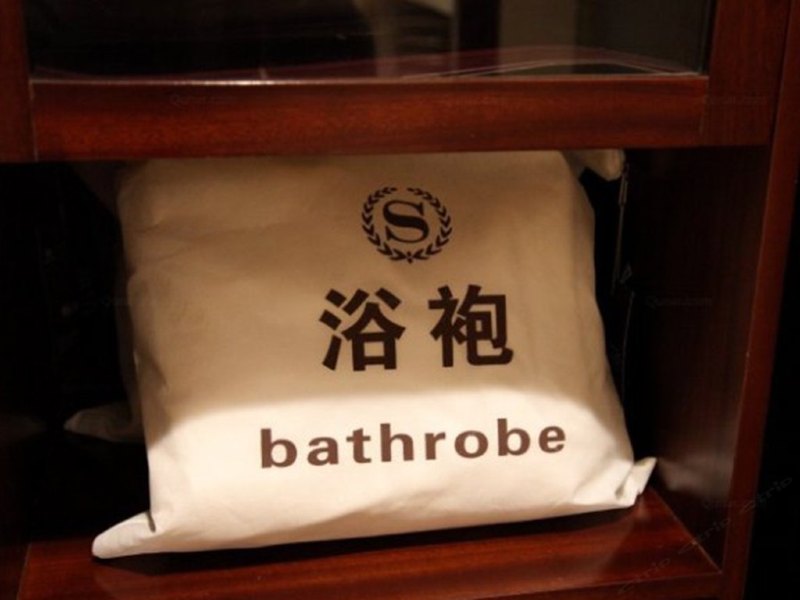 S
浴袍
bathrobe